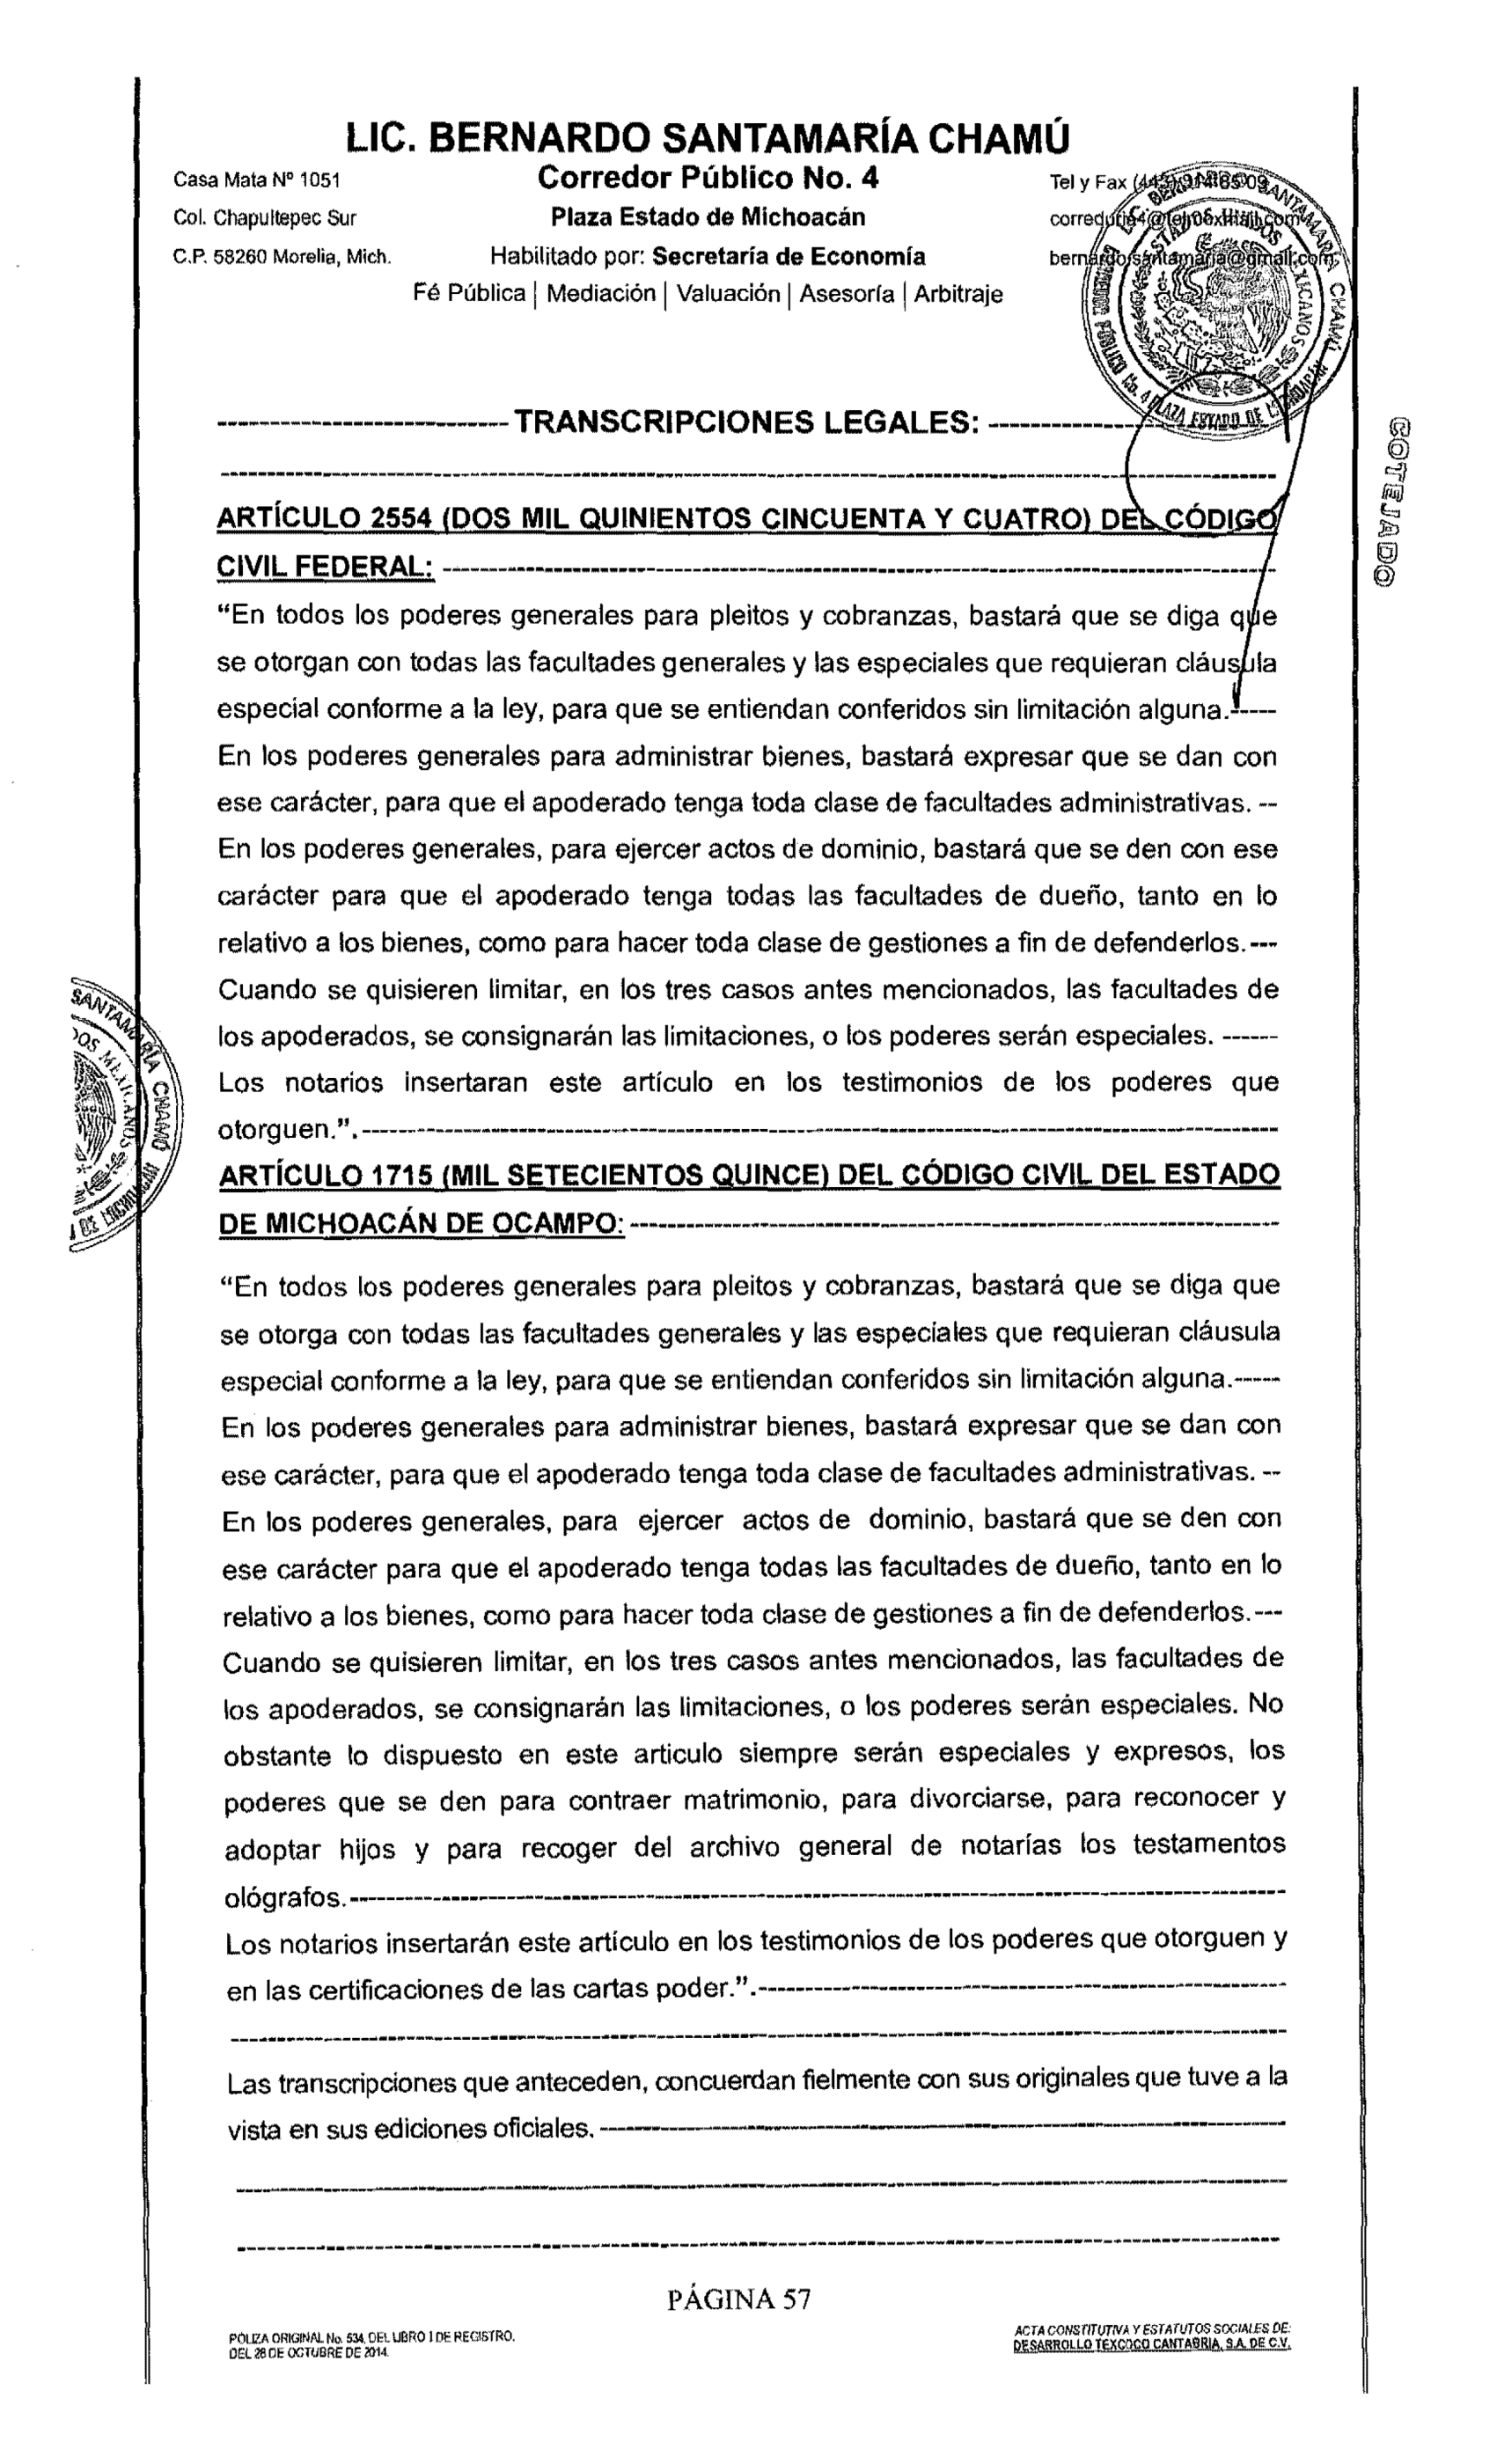 LIC. BERNARDO SANTAMARÍA CHAMÚ
Casa Mata Nº 1051
Corredor Público No. 4
Tel y Fax
Col. Chapultepec Sur
Plaza Estado de Michoacán
C.P. 58260 Morelia, Mich.
Habilitado por: Secretaría de Economía
bernardosantamaria@gmail.com
Fé Pública | Mediación | Valuación | Asesoría | Arbitraje
LIC. BERNARDO SANTAMARÍA CHAMÚ
ESTADOS UNIDOS MEXICANOS
CORREDOR PÚBLICO No. 4 PLAZA ESTADO DE MICHOACÁN
COTEJADO
----------------------------TRANSCRIPCIONES LEGALES: ----------------------------
ARTÍCULO 2554 (DOS MIL QUINIENTOS CINCUENTA Y CUATRO) DEL CÓDIGO
CIVIL FEDERAL: ----------------------------
“En todos los poderes generales para pleitos y cobranzas, bastará que se diga que
se otorgan con todas las facultades generales y las especiales que requieran cláusula
especial conforme a la ley, para que se entiendan conferidos sin limitación alguna.-----
En los poderes generales para administrar bienes, bastará expresar que se dan con
ese carácter, para que el apoderado tenga toda clase de facultades administrativas. --
En los poderes generales, para ejercer actos de dominio, bastará que se den con ese
carácter para que el apoderado tenga todas las facultades de dueño, tanto en lo
relativo a los bienes, como para hacer toda clase de gestiones a fin de defenderlos.---
Cuando se quisieren limitar, en los tres casos antes mencionados, las facultades de
los apoderados, se consignarán las limitaciones, o los poderes serán especiales. ------
Los notarios insertaran este artículo en los testimonios de los poderes que
otorguen.”.----------------------------
SANTAMARÍA CHAMÚ
ARTÍCULO 1715 (MIL SETECIENTOS QUINCE) DEL CÓDIGO CIVIL DEL ESTADO
DE MICHOACÁN DE OCAMPO: ----------------------------
“En todos los poderes generales para pleitos y cobranzas, bastará que se diga que
se otorga con todas las facultades generales y las especiales que requieran cláusula
especial conforme a la ley, para que se entiendan conferidos sin limitación alguna.-----
En los poderes generales para administrar bienes, bastará expresar que se dan con
ese carácter, para que el apoderado tenga toda clase de facultades administrativas. --
En los poderes generales, para ejercer actos de dominio, bastará que se den con
ese carácter para que el apoderado tenga todas las facultades de dueño, tanto en lo
relativo a los bienes, como para hacer toda clase de gestiones a fin de defenderlos.---
Cuando se quisieren limitar, en los tres casos antes mencionados, las facultades de
los apoderados, se consignarán las limitaciones, o los poderes serán especiales. No
obstante lo dispuesto en este articulo siempre serán especiales y expresos, los
poderes que se den para contraer matrimonio, para divorciarse, para reconocer y
adoptar hijos y para recoger del archivo general de notarías los testamentos
ológrafos.----------------------------
Los notarios insertarán este artículo en los testimonios de los poderes que otorguen y
en las certificaciones de las cartas poder.”.----------------------------
Las transcripciones que anteceden, concuerdan fielmente con sus originales que tuve a la
vista en sus ediciones oficiales. ----------------------------
PÁGINA 57
PÓLIZA ORIGINAL No. 534, DEL LIBRO I DE REGISTRO.
DEL 28 DE OCTUBRE DE 2014.
ACTA CONSTITUTIVA Y ESTATUTOS SOCIALES DE:
DESARROLLO TEXCOCO CANTABRIA, S.A. DE C.V.